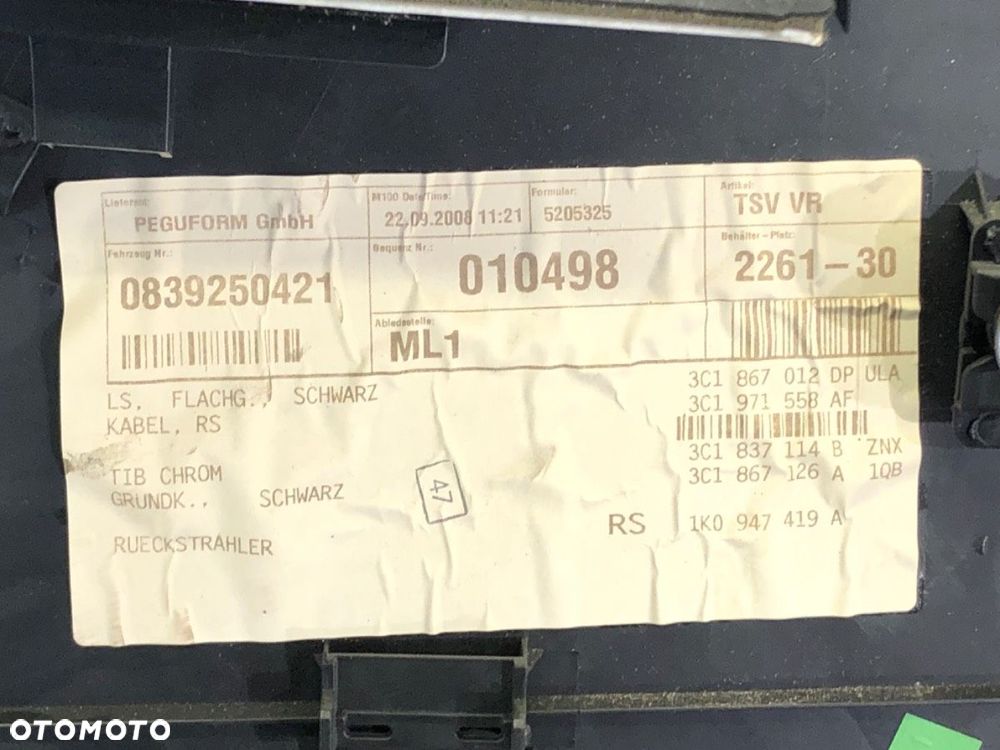 Lieferant:
PEGUFORM GmbH
M100 Date/Time:
22.09.2008 11:21
Formular:
5205325
Artikel:
TSV VR
Fahrzeug Nr.:
0839250421
Sequenz Nr.:
010498
Behälter-Platz:
2261-30
Abladestelle:
ML1
LS, FLACHG., SCHWARZ
3C1 867 012 DP ULA
KABEL, RS
3C1 971 558 AF
3C1 837 114 B ZNX
TIB CHROM
3C1 867 126 A 1QB
GRUNDK., SCHWARZ
47
RS 1K0 947 419 A
RUECKSTRAHLER
OTOMOTO